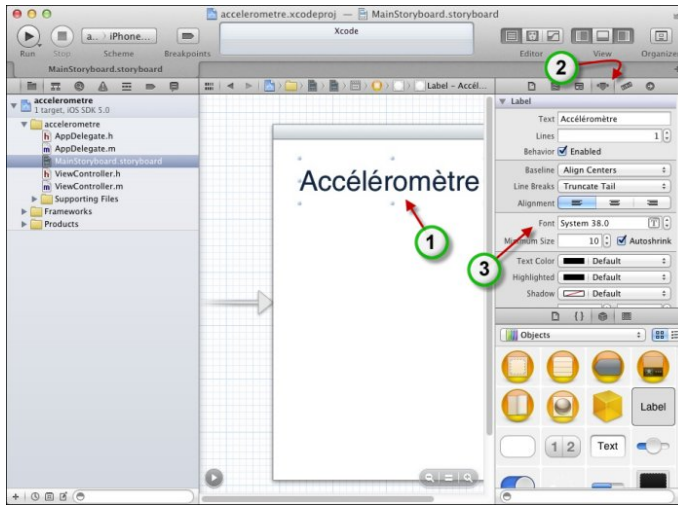 accelerometre.xcodeproj — MainStoryboard.storyboard
a.. iPhone...
Xcode
Run Stop Scheme Breakpoints Editor View Organizer
MainStoryboard.storyboard
2
Label - Accél...
accelerometre
1 target, iOS SDK 5.0
accelerometre
h AppDelegate.h
m AppDelegate.m
MainStoryboard.storyboard
h ViewController.h
m ViewController.m
Supporting Files
Frameworks
Products
Accéléromètre
1
3
Label
Text Accéléromètre
Lines 1
Behavior Enabled
Baseline Align Centers
Line Breaks Truncate Tail
Alignment
Font System 38.0 T
Minimum Size 10 Autoshrink
Text Color Default
Highlighted Default
Shadow Default
{}
Objects
Label
1 2 Text